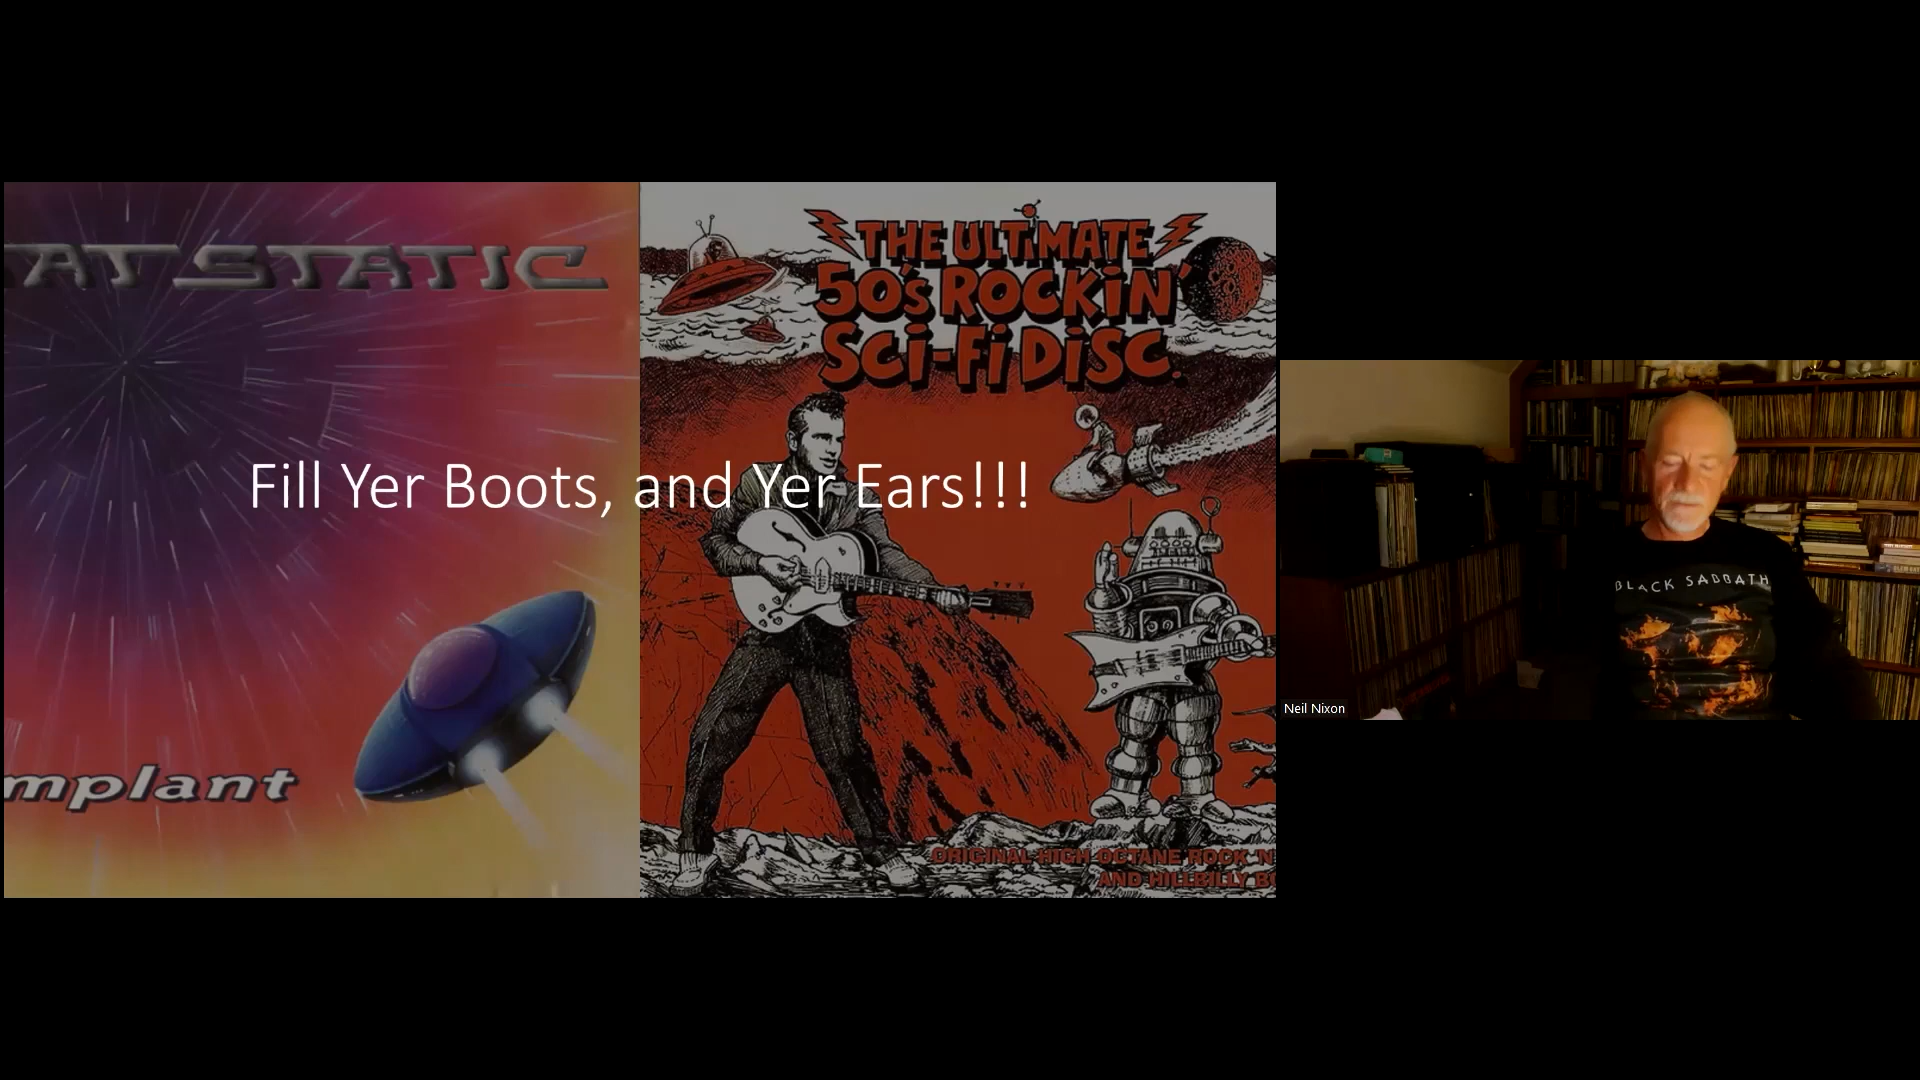 AT STATIC
mplant
Fill Yer Boots, and Yer Ears!!!
THE ULTIMATE
50's ROCKiN'
SCi-Fi DiSC.
ORIGINAL HIGH OCTANE ROCK 'N'
AND HILLBILLY BO
BLACK SABBATH
Neil Nixon